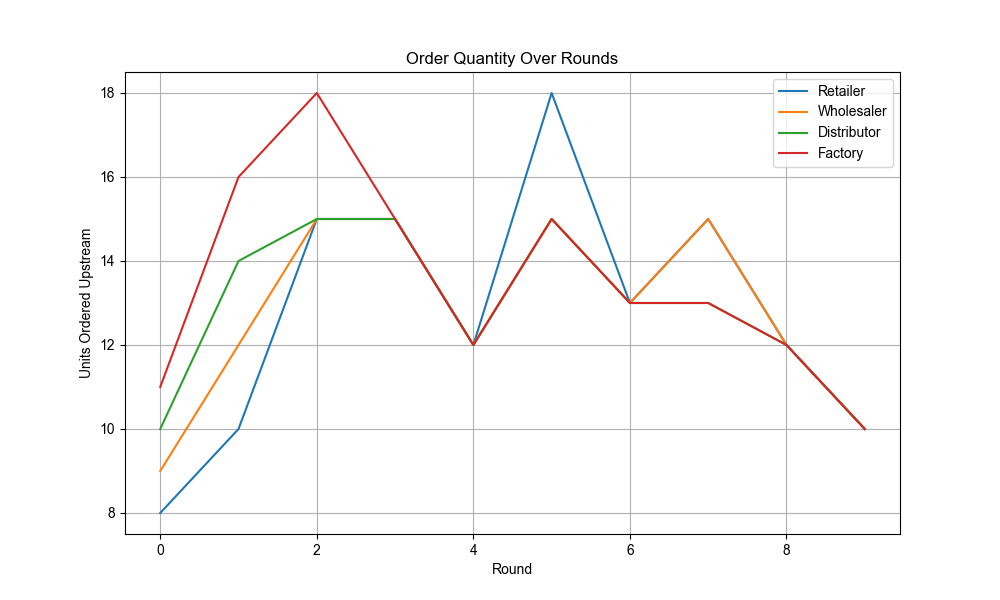 Order Quantity Over Rounds
Units Ordered Upstream
18
16
14
12
10
8
0 2 4 6 8
Round
Retailer
Wholesaler
Distributor
Factory